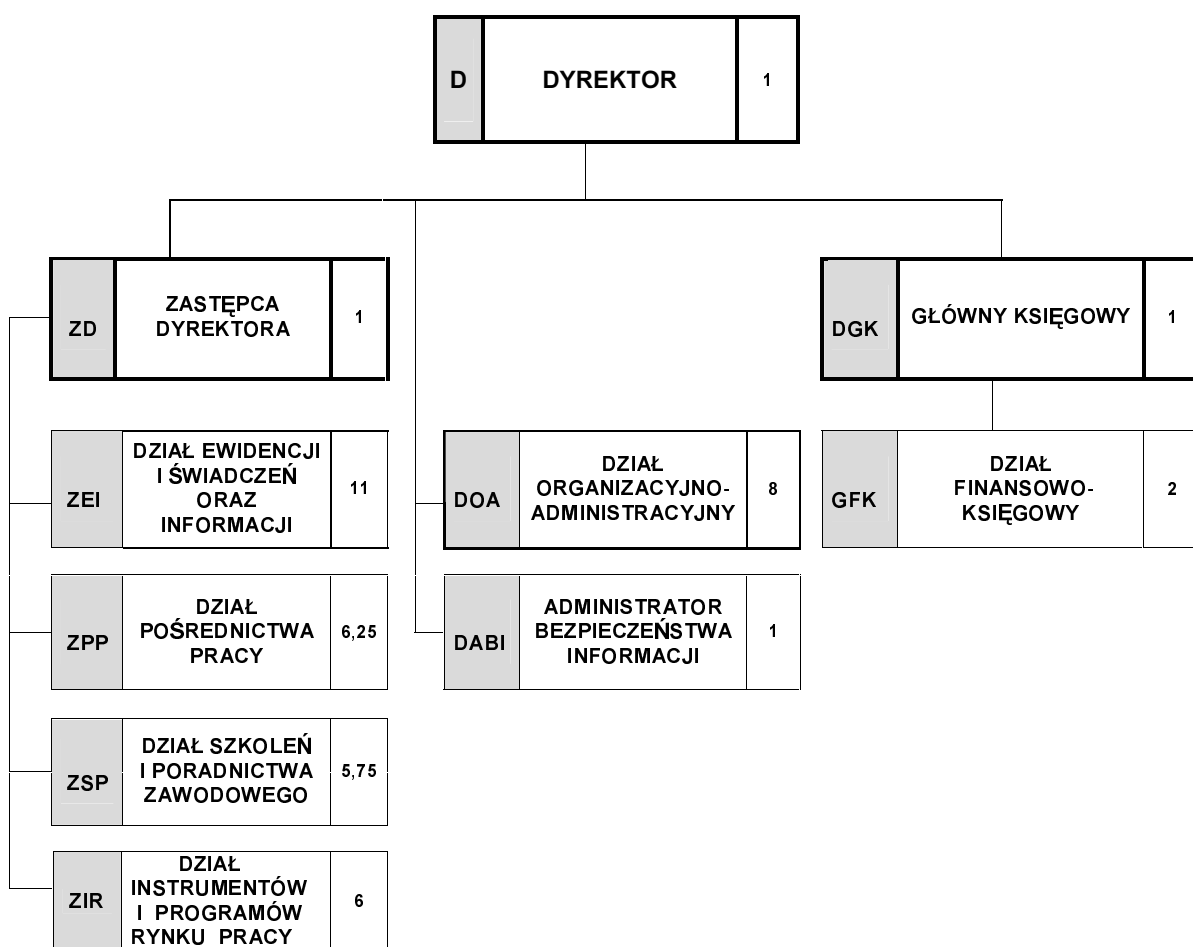 D
DYREKTOR
1
ZD
ZASTĘPCA
DYREKTORA
1
DGK
GŁÓWNY KSIĘGOWY
1
ZEI
DZIAŁ EWIDENCJI
I ŚWIADCZEŃ
ORAZ
INFORMACJI
11
DOA
DZIAŁ
ORGANIZACYJNO-
ADMINISTRACYJNY
8
GFK
DZIAŁ
FINANSOWO-
KSIĘGOWY
2
ZPP
DZIAŁ
POŚREDNICTWA
PRACY
6,25
DABI
ADMINISTRATOR
BEZPIECZEŃSTWA
INFORMACJI
1
ZSP
DZIAŁ SZKOLEŃ
I PORADNICTWA
ZAWODOWEGO
5,75
ZIR
DZIAŁ
INSTRUMENTÓW
I PROGRAMÓW
RYNKU PRACY
6